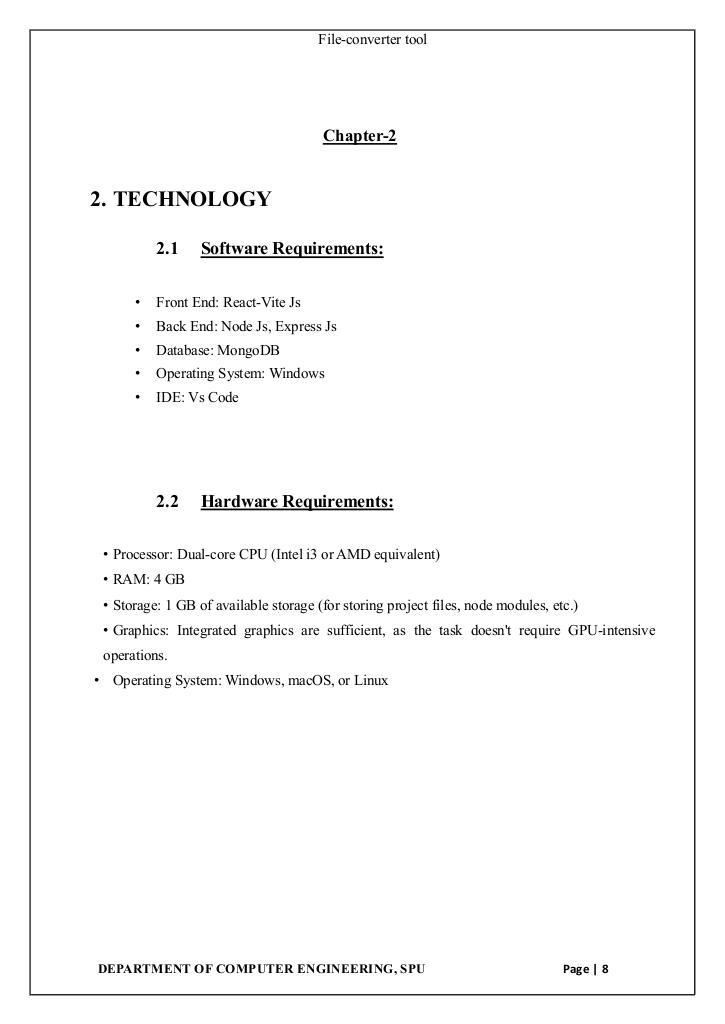 File-converter tool
Chapter-2
2. TECHNOLOGY
2.1 Software Requirements:
• Front End: React-Vite Js
• Back End: Node Js, Express Js
• Database: MongoDB
• Operating System: Windows
• IDE: Vs Code
2.2 Hardware Requirements:
• Processor: Dual-core CPU (Intel i3 or AMD equivalent)
• RAM: 4 GB
• Storage: 1 GB of available storage (for storing project files, node modules, etc.)
• Graphics: Integrated graphics are sufficient, as the task doesn't require GPU-intensive
operations.
• Operating System: Windows, macOS, or Linux
DEPARTMENT OF COMPUTER ENGINEERING, SPU Page | 8